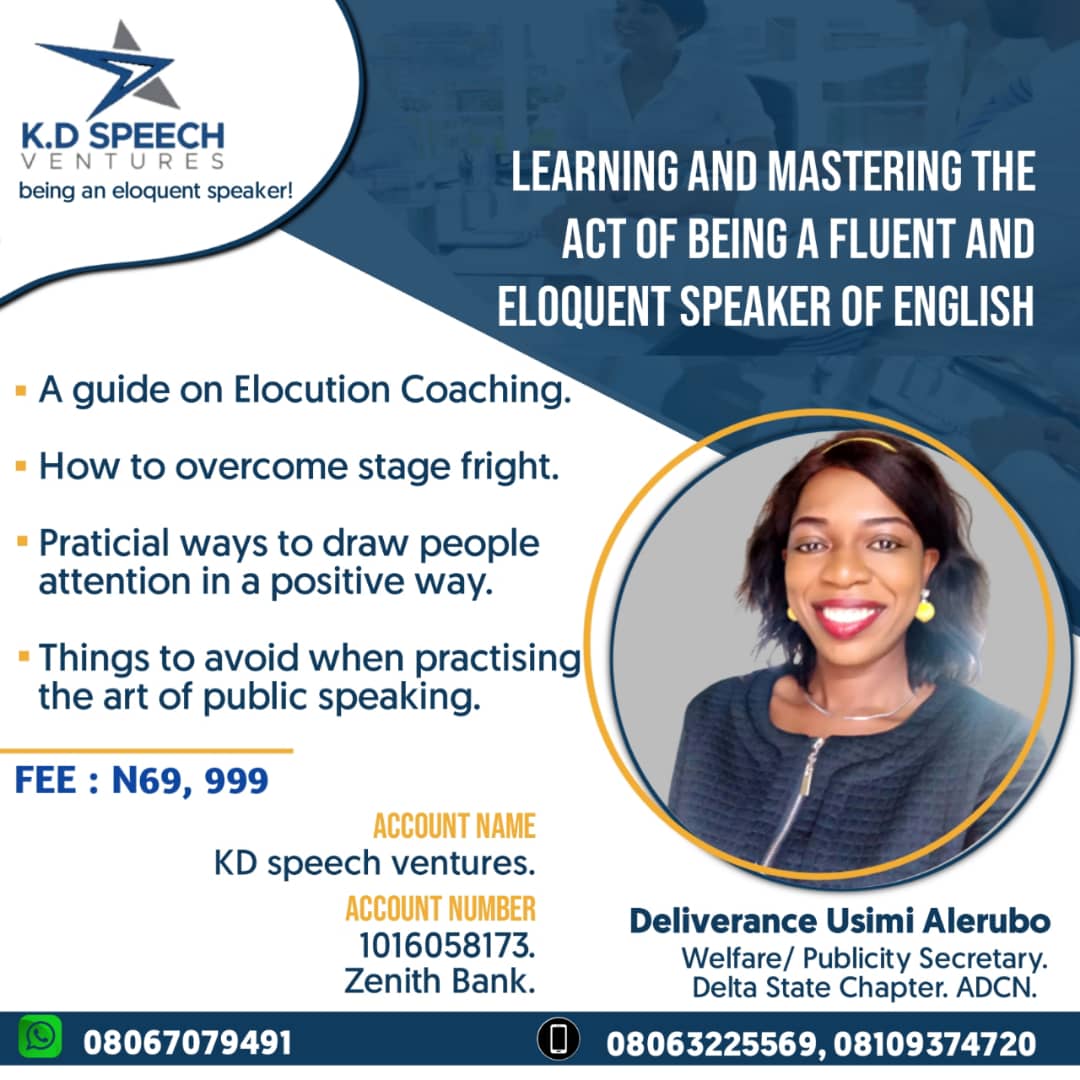 K.D SPEECH
VENTURES
being an eloquent speaker!
LEARNING AND MASTERING THE
ACT OF BEING A FLUENT AND
ELOQUENT SPEAKER OF ENGLISH
A guide on Elocution Coaching.
How to overcome stage fright.
Praticial ways to draw people
attention in a positive way.
Things to avoid when practising
the art of public speaking.
FEE : N69, 999
ACCOUNT NAME
KD speech ventures.
ACCOUNT NUMBER
1016058173.
Zenith Bank.
Deliverance Usimi Alerubo
Welfare/ Publicity Secretary.
Delta State Chapter. ADCN.
08067079491
08063225569, 08109374720